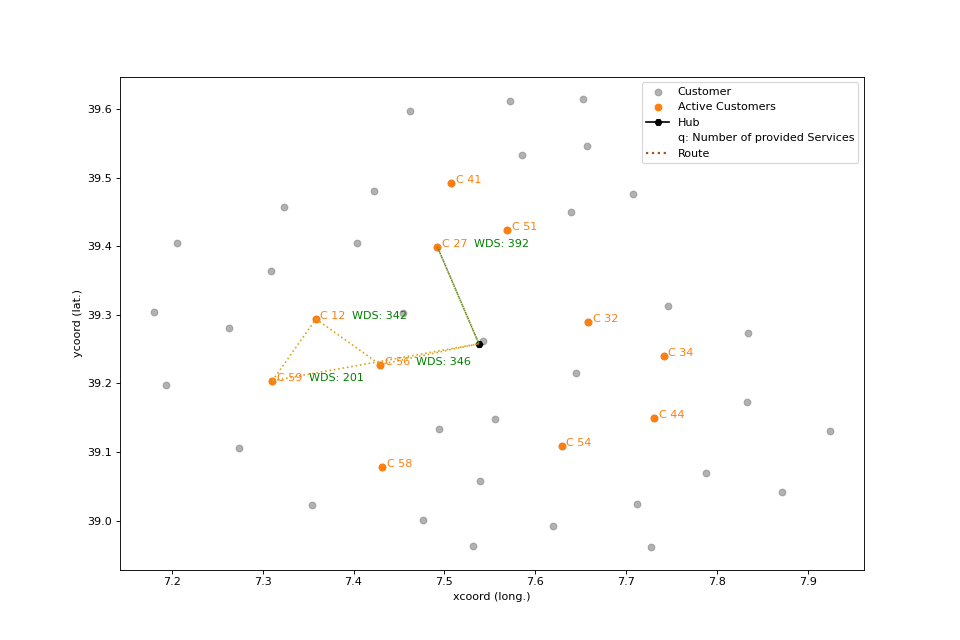 Customer
Active Customers
Hub
q: Number of provided Services
Route
39.6
39.5
39.4
39.3
39.2
39.1
39.0
ycoord (lat.)
C 41
C 51
C 27 WDS: 392
C 12 WDS: 342
C 32
C 34
C 56 WDS: 346
C 59 WDS: 201
C 44
C 54
C 58
7.2 7.3 7.4 7.5 7.6 7.7 7.8 7.9
xcoord (long.)